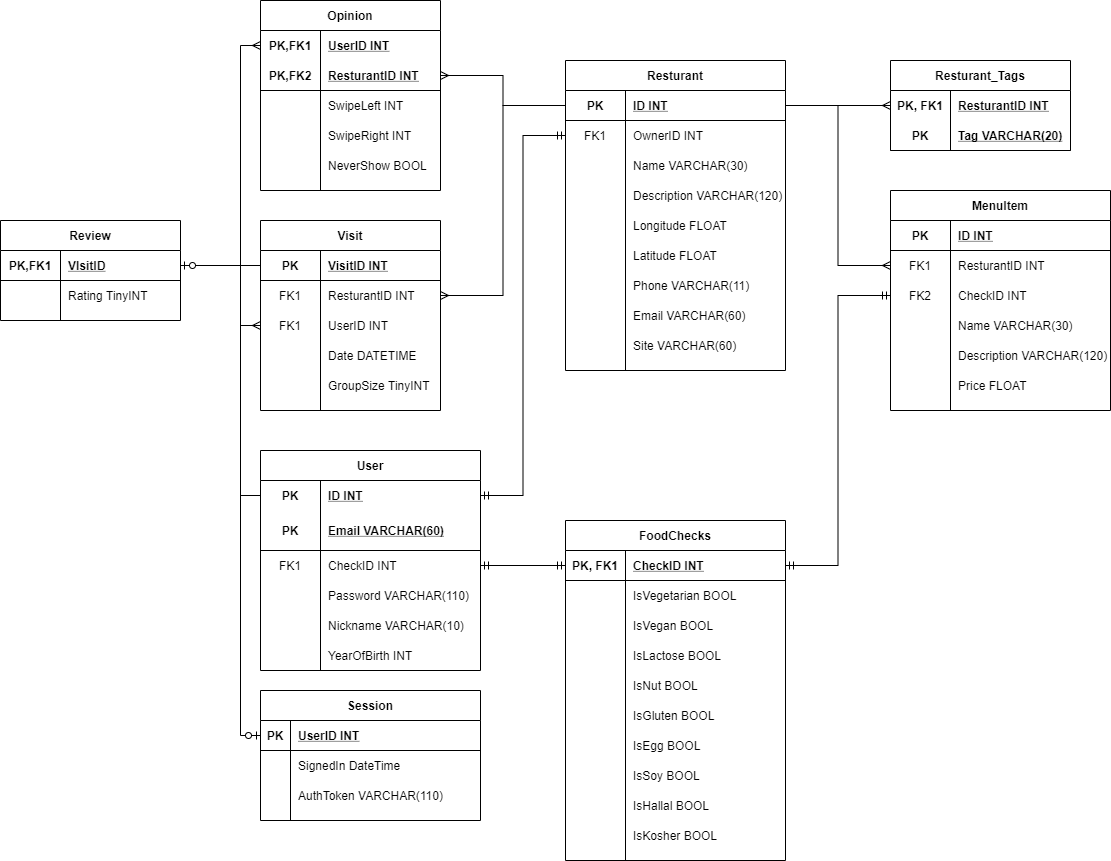 Opinion
PK,FK1 UserID INT
PK,FK2 ResturantID INT
SwipeLeft INT
SwipeRight INT
NeverShow BOOL
Resturant
PK ID INT
FK1 OwnerID INT
Name VARCHAR(30)
Description VARCHAR(120)
Longitude FLOAT
Latitude FLOAT
Phone VARCHAR(11)
Email VARCHAR(60)
Site VARCHAR(60)
Resturant_Tags
PK, FK1 ResturantID INT
PK Tag VARCHAR(20)
MenuItem
PK ID INT
FK1 ResturantID INT
FK2 CheckID INT
Name VARCHAR(30)
Description VARCHAR(120)
Price FLOAT
Review
PK,FK1 VIsitID
Rating TinyINT
Visit
PK VisitID INT
FK1 ResturantID INT
FK1 UserID INT
Date DATETIME
GroupSize TinyINT
User
PK ID INT
PK Email VARCHAR(60)
FK1 CheckID INT
Password VARCHAR(110)
Nickname VARCHAR(10)
YearOfBirth INT
FoodChecks
PK, FK1 CheckID INT
IsVegetarian BOOL
IsVegan BOOL
IsLactose BOOL
IsNut BOOL
IsGluten BOOL
IsEgg BOOL
IsSoy BOOL
IsHallal BOOL
IsKosher BOOL
Session
PK UserID INT
SignedIn DateTime
AuthToken VARCHAR(110)